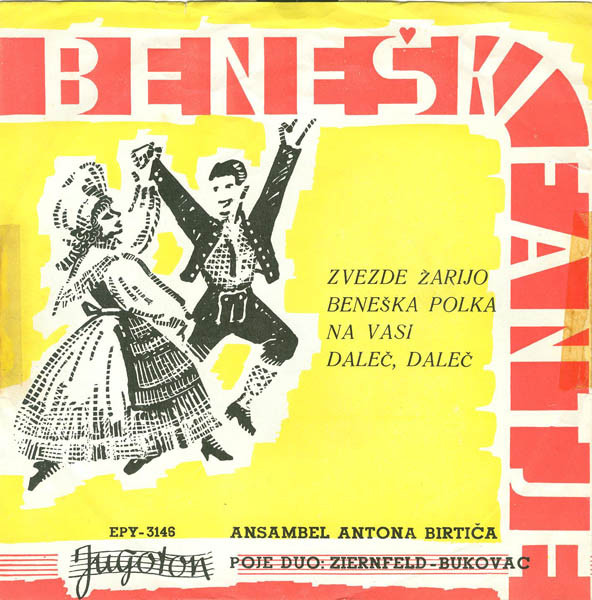 BENEŠKI FANTJE
ZVEZDE ŽARIJO
BENEŠKA POLKA
NA VASI
DALEČ, DALEČ
EPY-3146
ANSAMBEL ANTONA BIRTIČA
Jugoton
POJE DUO: ZIERNFELD-BUKOVAC